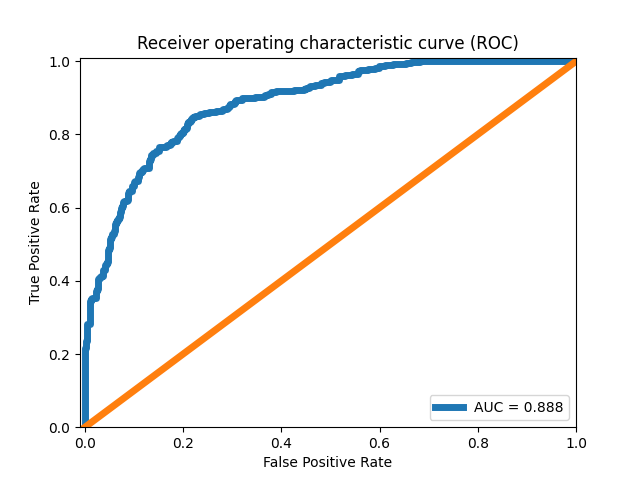 Receiver operating characteristic curve (ROC)
1.0
0.8
0.6
0.4
0.2
0.0
True Positive Rate
AUC = 0.888
0.0 0.2 0.4 0.6 0.8 1.0
False Positive Rate